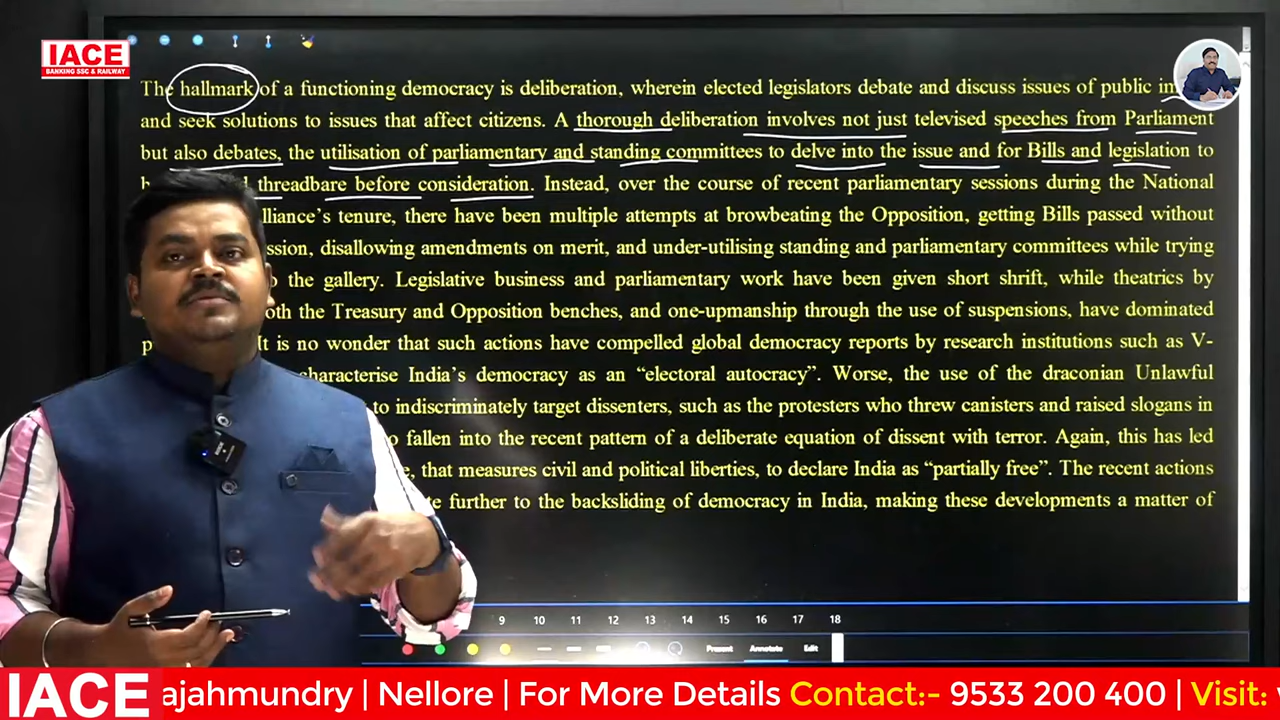 IACE
BANKING SSC & RAILWAY
The hallmark of a functioning democracy is deliberation, wherein elected legislators debate and discuss issues of public
and seek solutions to issues that affect citizens. A thorough deliberation involves not just televised speeches from Parliament
but also debates, the utilisation of parliamentary and standing committees to delve into the issue and for Bills and legislation to
threadbare before consideration. Instead, over the course of recent parliamentary sessions during the National
lliance's tenure, there have been multiple attempts at browbeating the Opposition, getting Bills passed without
ssion, disallowing amendments on merit, and under-utilising standing and parliamentary committees while trying
o the gallery. Legislative business and parliamentary work have been given short shrift, while theatrics by
oth the Treasury and Opposition benches, and one-upmanship through the use of suspensions, have dominated
It is no wonder that such actions have compelled global democracy reports by research institutions such as V-
characterise India's democracy as an “electoral autocracy”. Worse, the use of the draconian Unlawful
to indiscriminately target dissenters, such as the protesters who threw canisters and raised slogans in
o fallen into the recent pattern of a deliberate equation of dissent with terror. Again, this has led
e, that measures civil and political liberties, to declare India as “partially free”. The recent actions
te further to the backsliding of democracy in India, making these developments a matter of
9 10 11 12 13 14 15 16 17 18
Present Annotate Edit
IACE ajahmundry | Nellore | For More Details Contact:- 9533 200 400 | Visit: